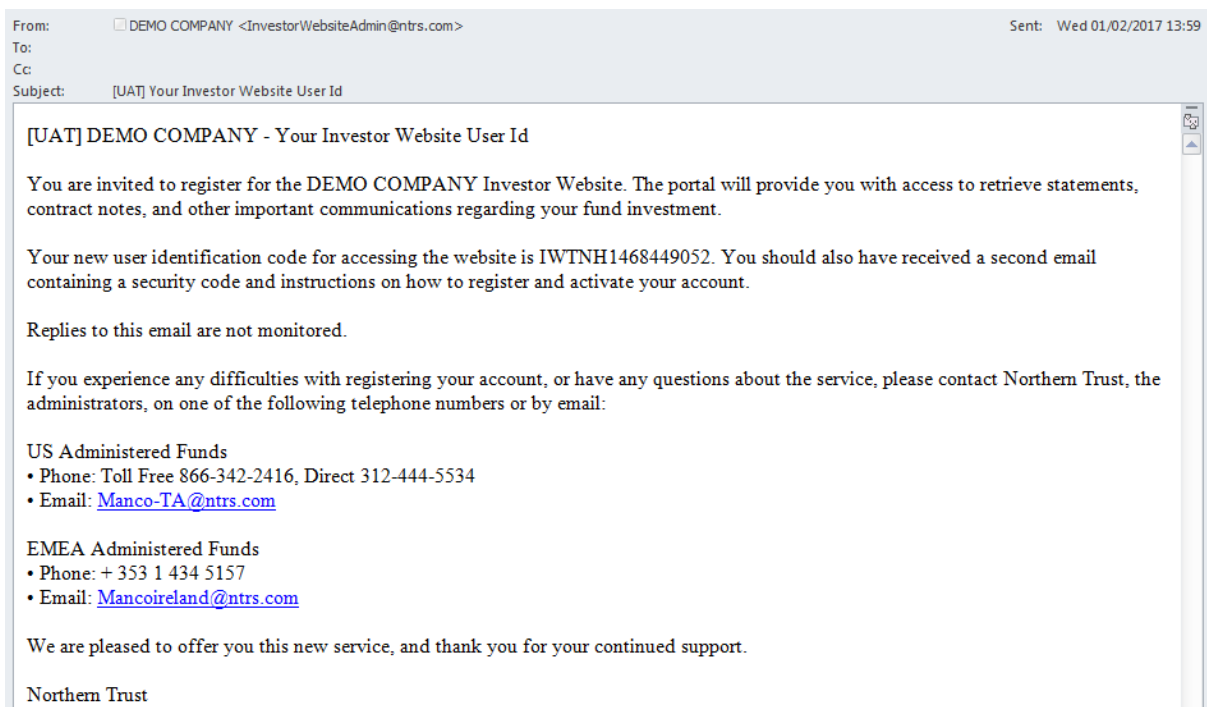 From: DEMO COMPANY <InvestorWebsiteAdmin@ntrs.com> Sent: Wed 01/02/2017 13:59
To:
Cc:
Subject: [UAT] Your Investor Website User Id
[UAT] DEMO COMPANY - Your Investor Website User Id
You are invited to register for the DEMO COMPANY Investor Website. The portal will provide you with access to retrieve statements,
contract notes, and other important communications regarding your fund investment.
Your new user identification code for accessing the website is IWTNH1468449052. You should also have received a second email
containing a security code and instructions on how to register and activate your account.
Replies to this email are not monitored.
If you experience any difficulties with registering your account, or have any questions about the service, please contact Northern Trust, the
administrators, on one of the following telephone numbers or by email:
US Administered Funds
• Phone: Toll Free 866-342-2416, Direct 312-444-5534
• Email: Manco-TA@ntrs.com
EMEA Administered Funds
• Phone: + 353 1 434 5157
• Email: Mancoireland@ntrs.com
We are pleased to offer you this new service, and thank you for your continued support.
Northern Trust